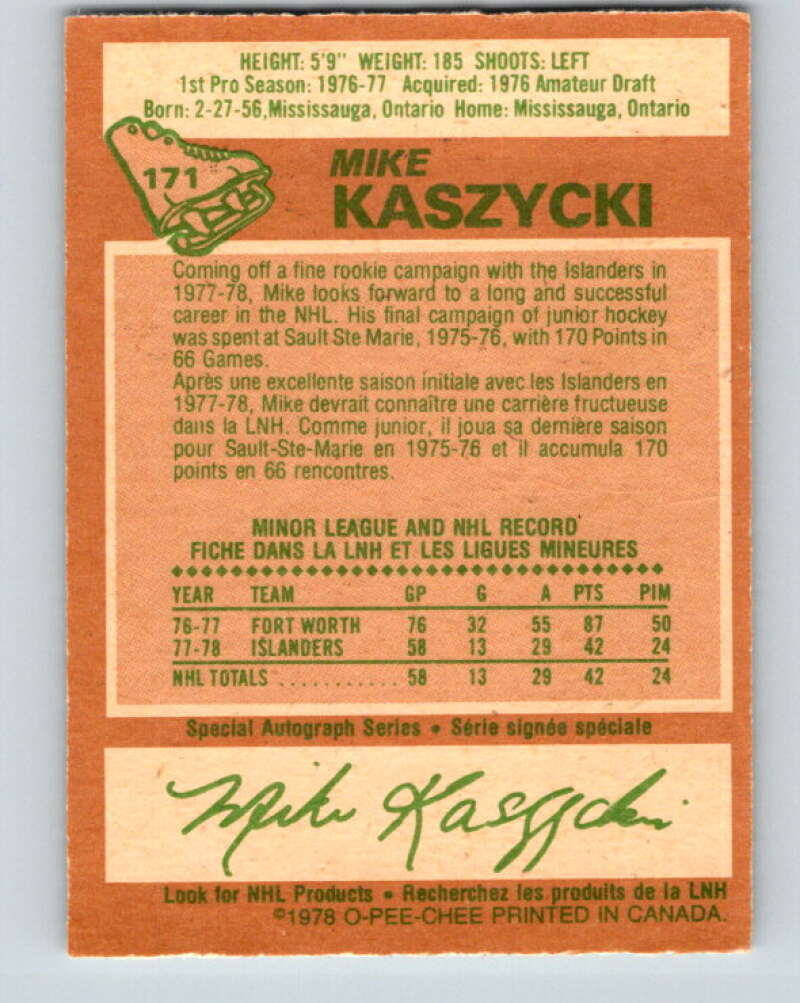 HEIGHT: 5'9" WEIGHT: 185 SHOOTS: LEFT
1st Pro Season: 1976-77 Acquired: 1976 Amateur Draft
Born: 2-27-56, Mississauga, Ontario Home: Mississauga, Ontario
171
MIKE
KASZYCKI
Coming off a fine rookie campaign with the Islanders in
1977-78, Mike looks forward to a long and successful
career in the NHL. His final campaign of junior hockey
was spent at Sault Ste Marie, 1975-76, with 170 Points in
66 Games.
Après une excellente saison initiale avec les Islanders en
1977-78, Mike devrait connaître une carrière fructueuse
dans la LNH. Comme junior, il joua sa dernière saison
pour Sault-Ste-Marie en 1975-76 et il accumula 170
points en 66 rencontres.
MINOR LEAGUE AND NHL RECORD
FICHE DANS LA LNH ET LES LIGUES MINEURES
YEAR TEAM GP G A PTS PIM
76-77 FORT WORTH 76 32 55 87 50
77-78 ISLANDERS 58 13 29 42 24
NHL TOTALS ........... 58 13 29 42 24
Special Autograph Series • Série signée spéciale
Mike Kaszycki
Look for NHL Products • Recherchez les produits de la LNH
©1978 O-PEE-CHEE PRINTED IN CANADA.